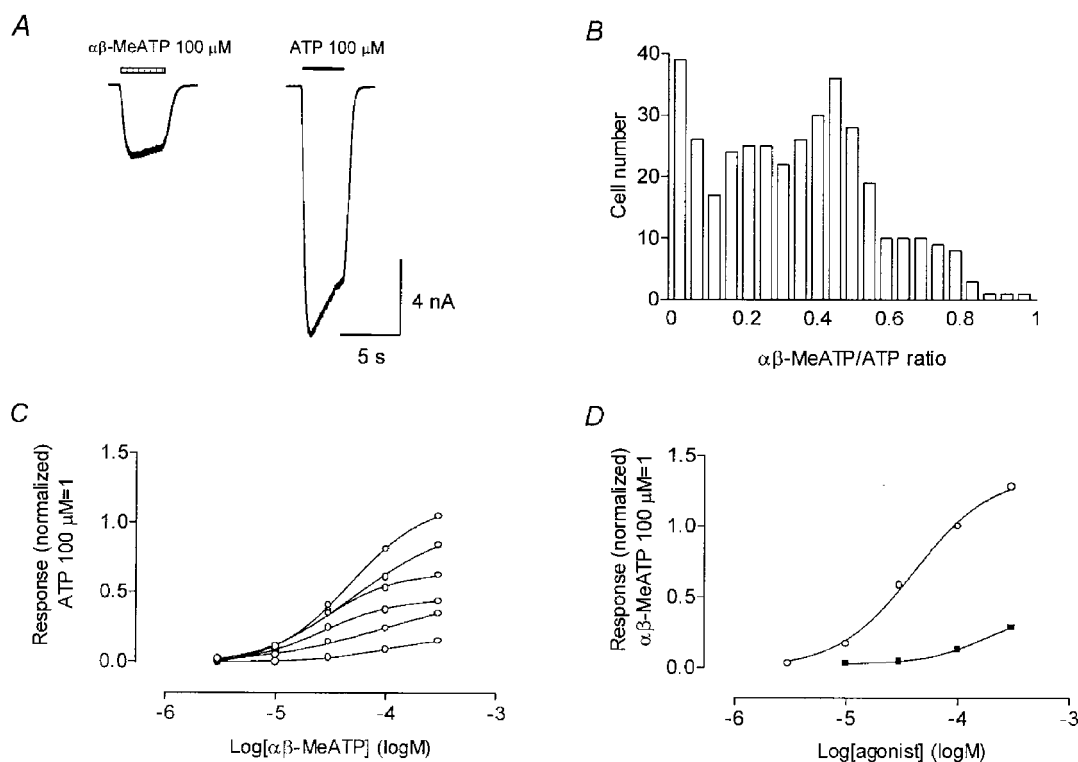 A
αβ-MeATP 100 μM
ATP 100 μM
4 nA
5 s
B
Cell number
40
30
20
10
0
0 0.2 0.4 0.6 0.8 1
αβ-MeATP/ATP ratio
C
Response (normalized)
ATP 100 μM=1
1.5
1.0
0.5
0.0
-6 -5 -4 -3
Log[αβ-MeATP] (logM)
D
Response (normalized)
αβ-MeATP 100 μM=1
1.5
1.0
0.5
0.0
-6 -5 -4 -3
Log[agonist] (logM)